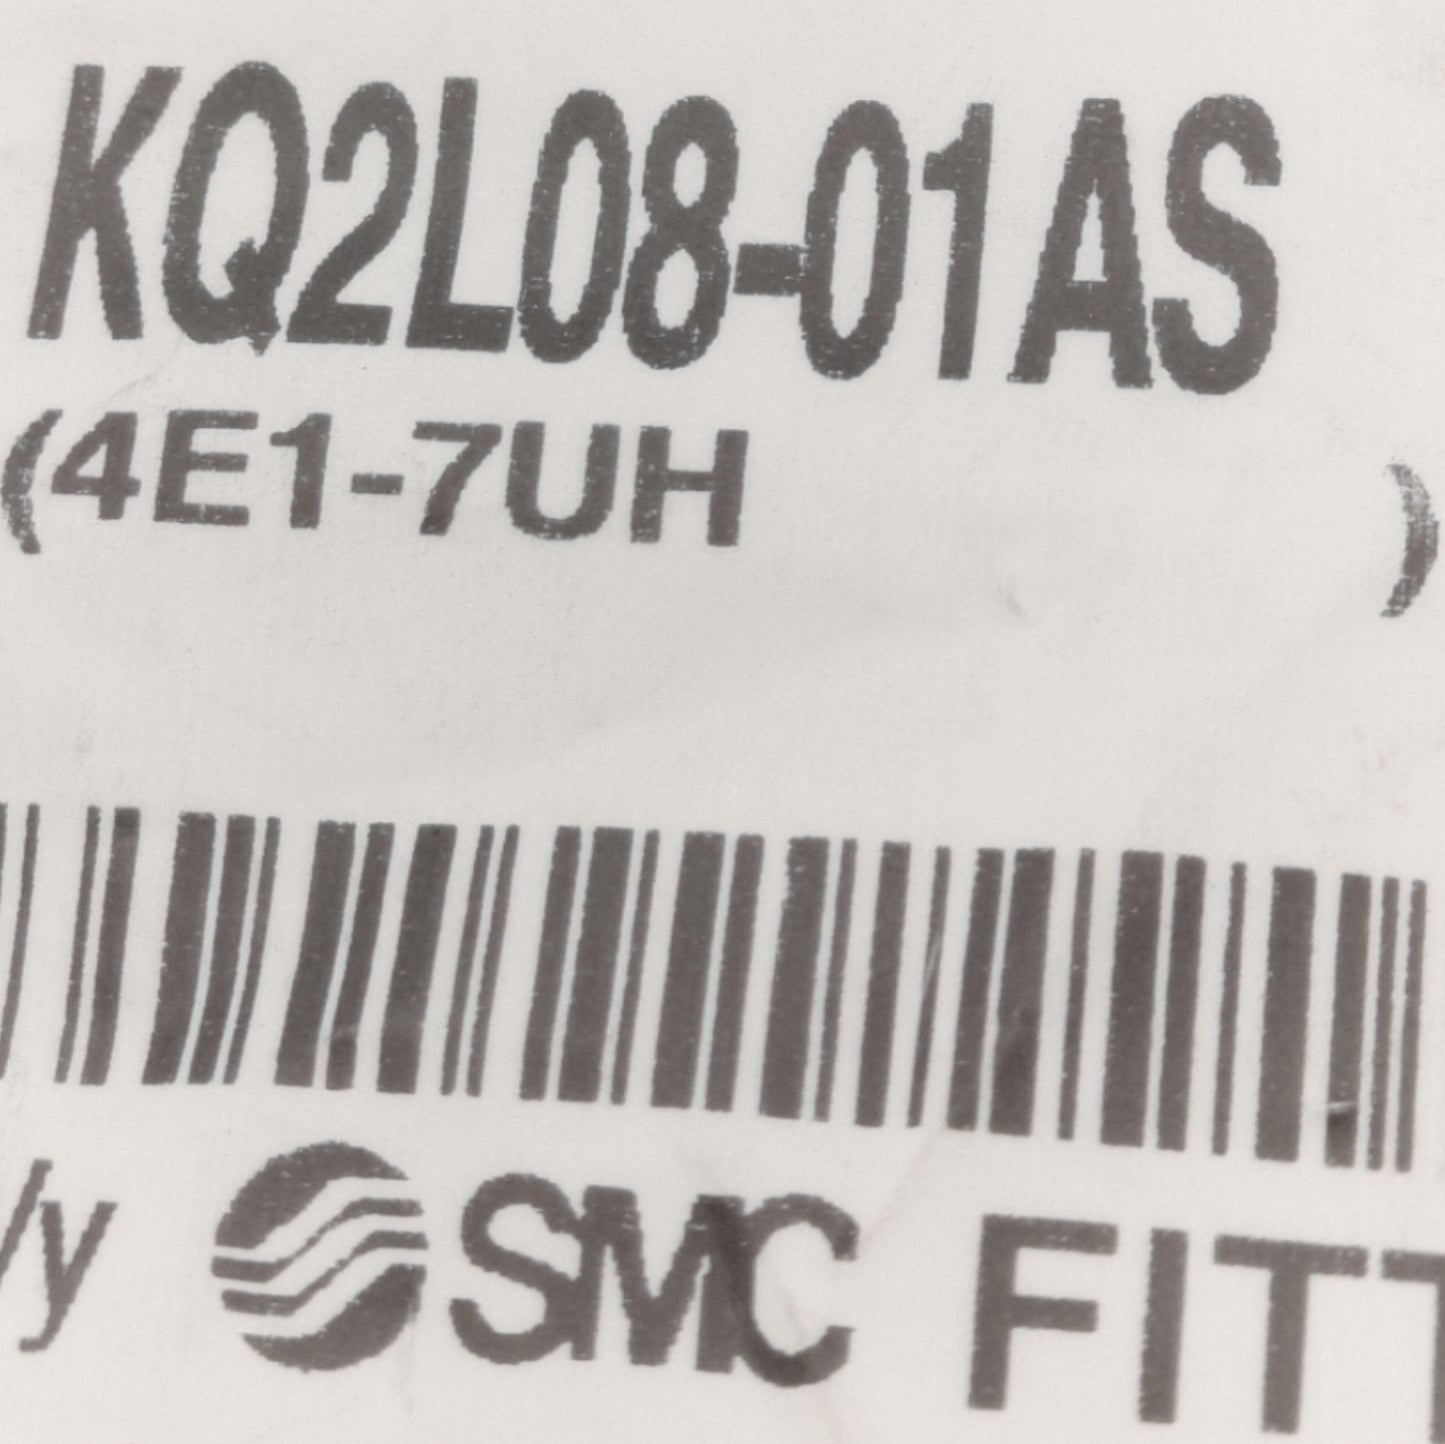 KQ2L08-01AS
(4E1-7UH )
SMC FITT